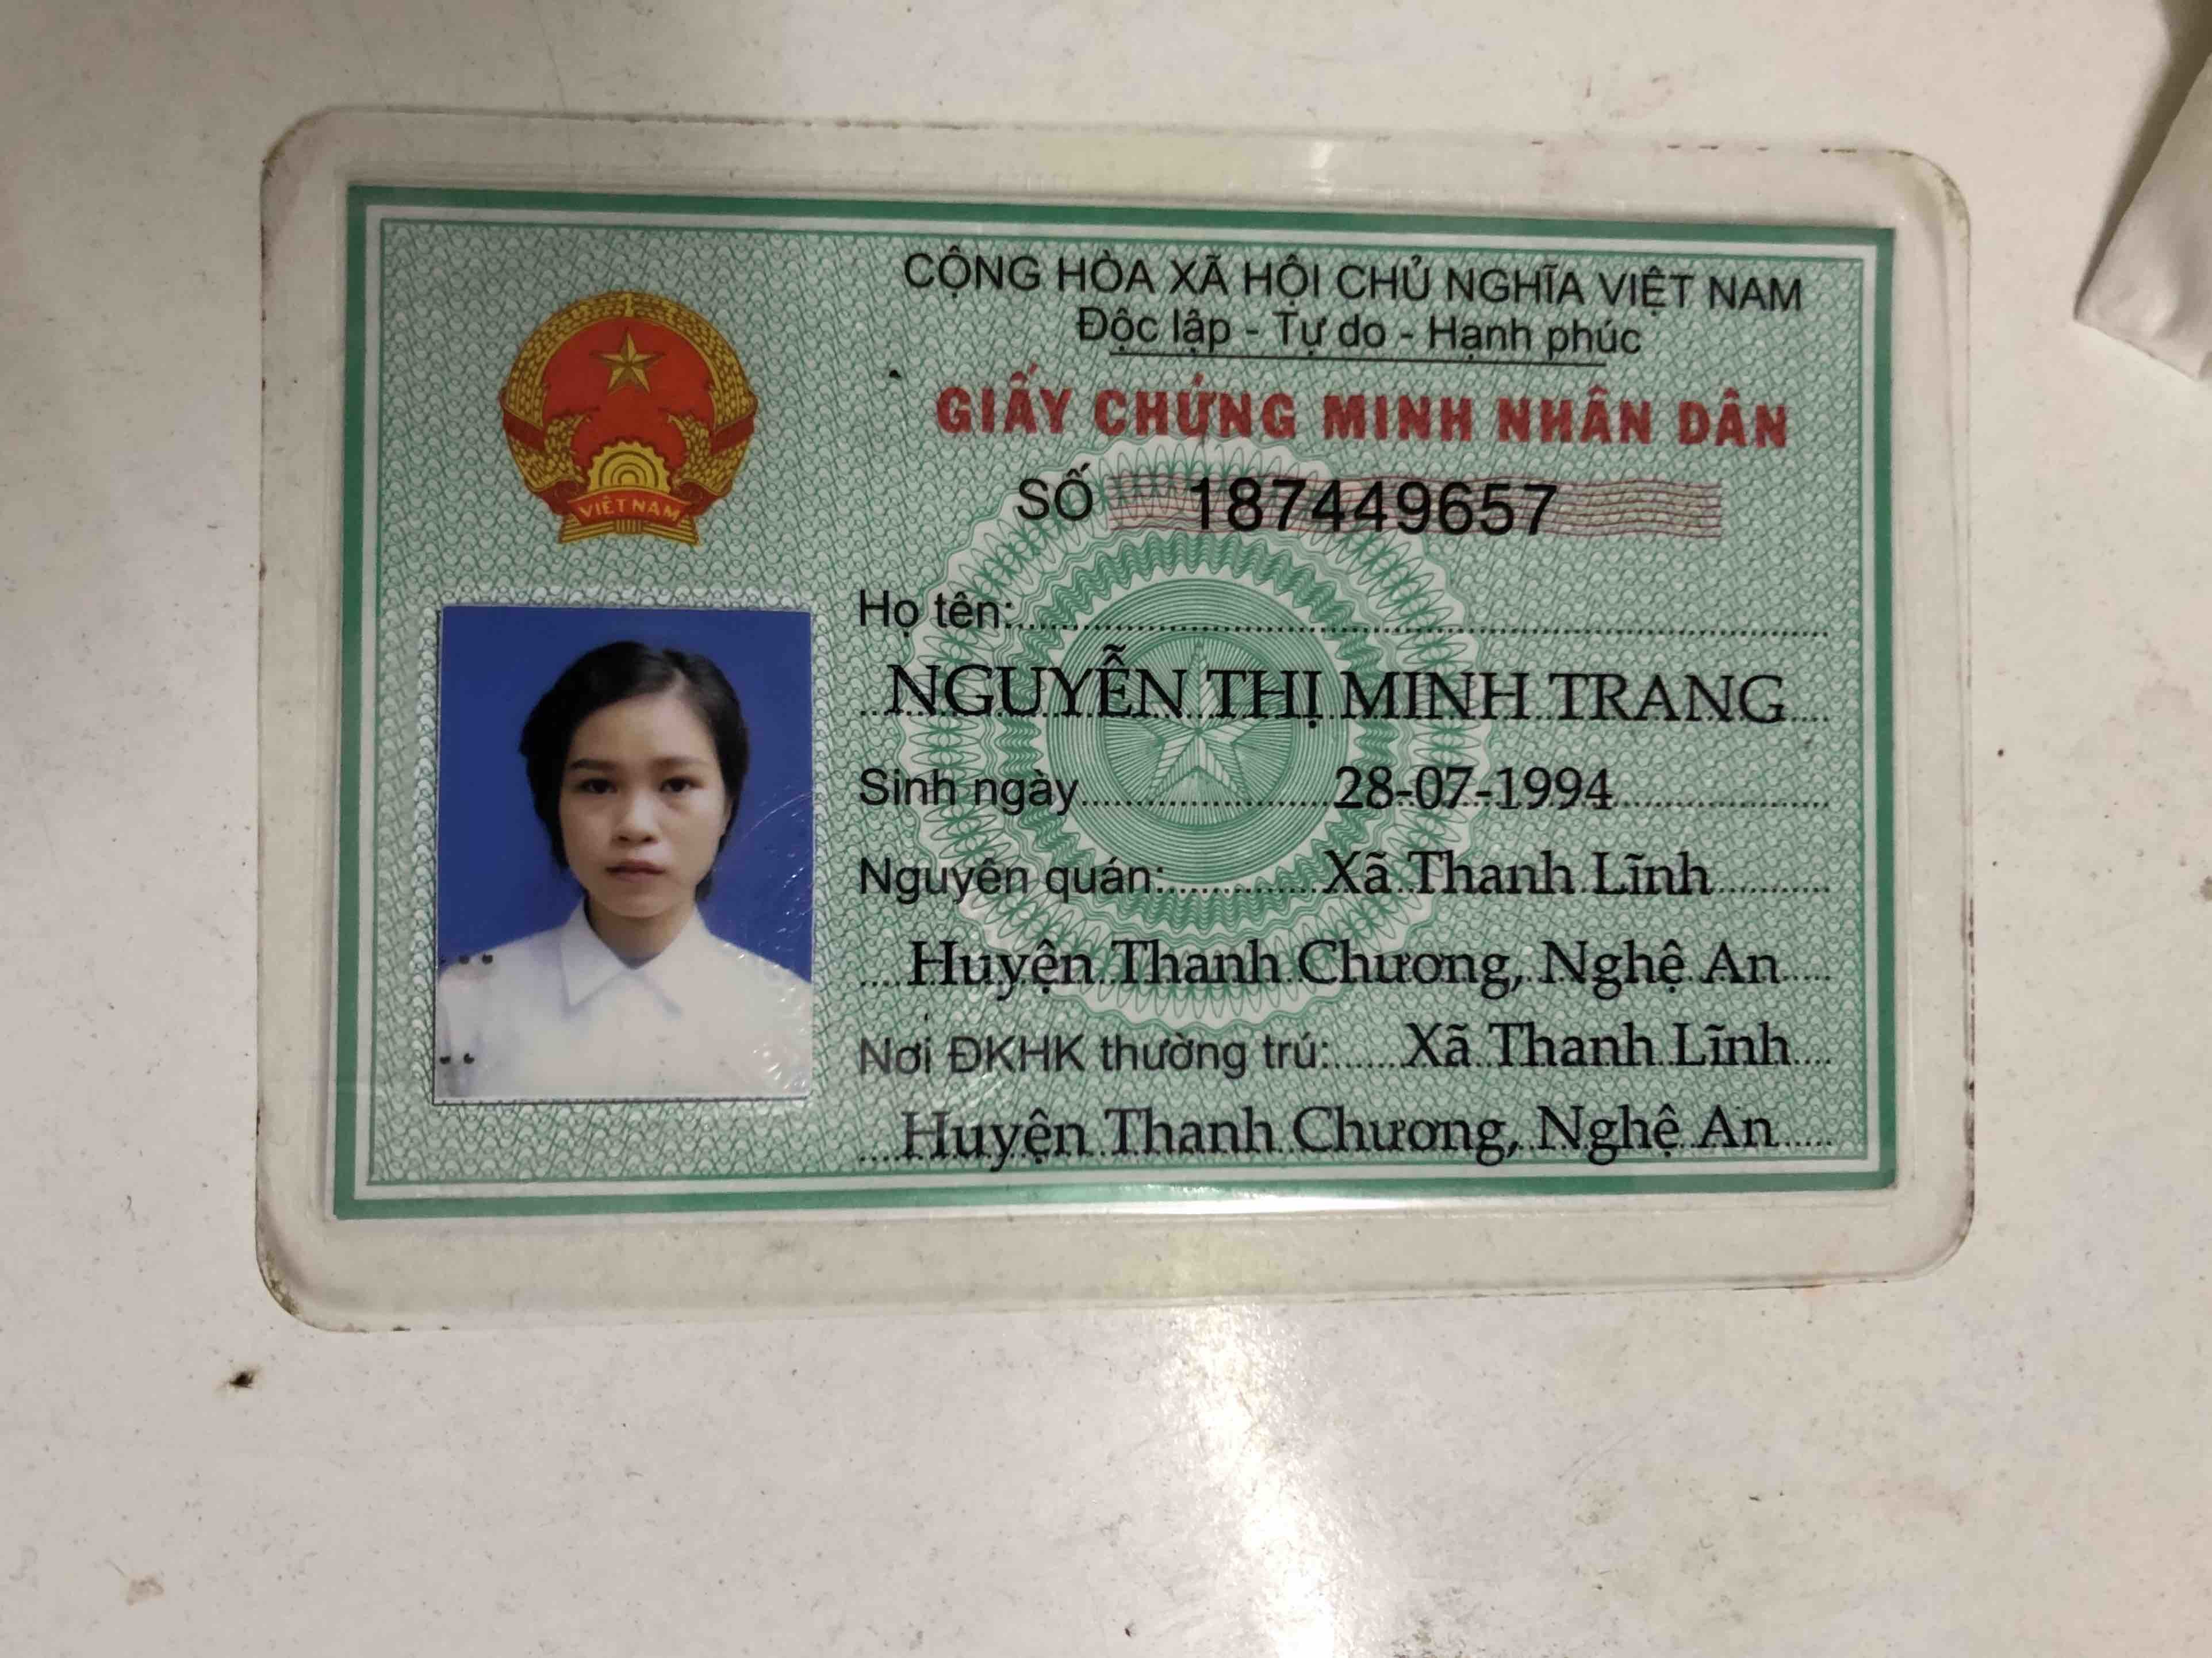 CỘNG HÒA XÃ HỘI CHỦ NGHĨA VIỆT NAM
Độc lập - Tự do - Hạnh phúc
GIẤY CHỨNG MINH NHÂN DÂN
SỐ 187449657
VIỆT NAM
Họ tên:
NGUYỄN THỊ MINH TRANG
Sinh ngày 28-07-1994
Nguyên quán: Xã Thanh Lĩnh
Huyện Thanh Chương, Nghệ An
Nơi ĐKHK thường trú: Xã Thanh Lĩnh
Huyện Thanh Chương, Nghệ An